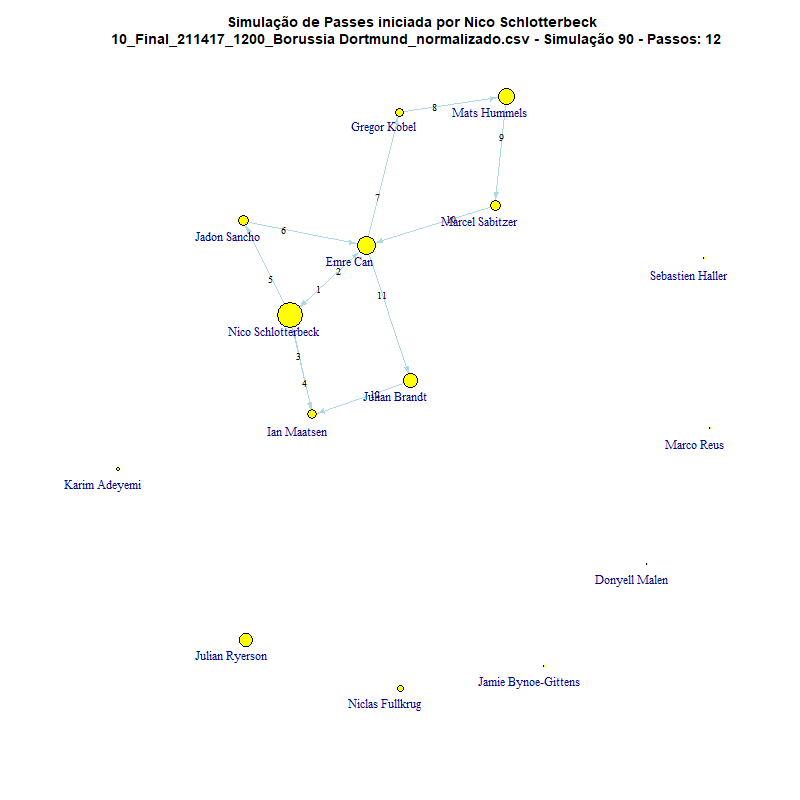 Simulação de Passes iniciada por Nico Schlotterbeck
10_Final_211417_1200_Borussia Dortmund_normalizado.csv - Simulação 90 - Passos: 12
8
Mats Hummels
Gregor Kobel
9
7
Marcel Sabitzer
10
6
Jadon Sancho
Emre Can
2
Sebastien Haller
5
1
11
Nico Schlotterbeck
3
4
Julian Brandt
12
Ian Maatsen
Marco Reus
Karim Adeyemi
Donyell Malen
Julian Ryerson
Jamie Bynoe-Gittens
Niclas Fullkrug